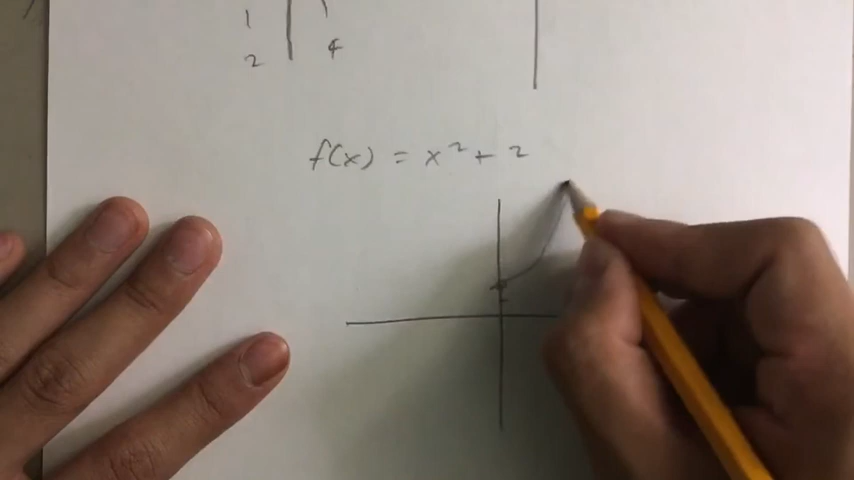 1
2 4
f(x) = x² + 2